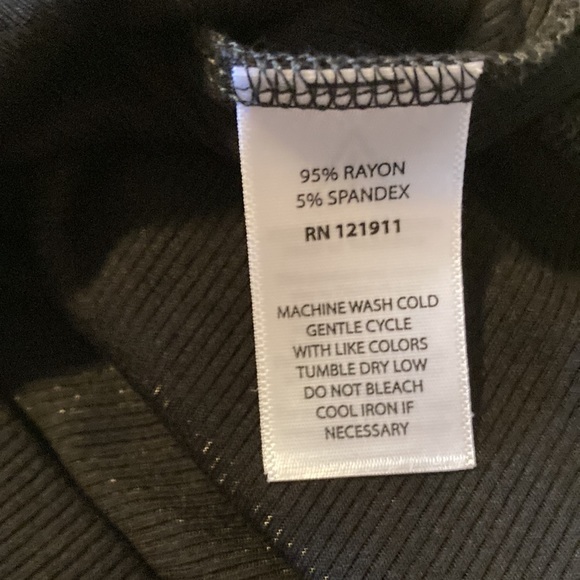 95% RAYON
5% SPANDEX
RN 121911
MACHINE WASH COLD
GENTLE CYCLE
WITH LIKE COLORS
TUMBLE DRY LOW
DO NOT BLEACH
COOL IRON IF
NECESSARY